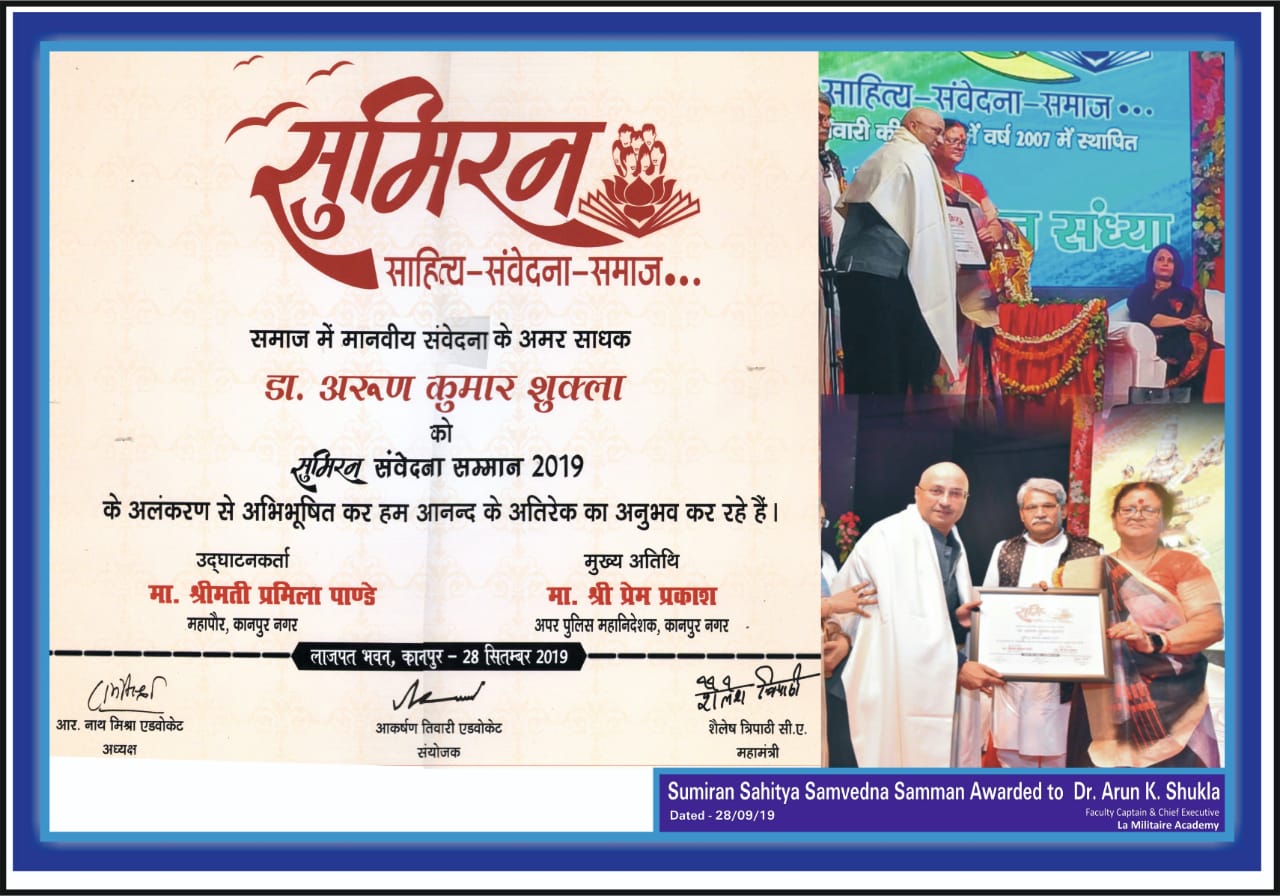 सुमिरन
साहित्य–संवेदना–समाज...
समाज में मानवीय संवेदना के अमर साधक
डा. अरूण कुमार शुक्ला
को
सुमिरन संवेदना सम्मान 2019
के अलंकरण से अभिभूषित कर हम आनन्द के अतिरेक का अनुभव कर रहे हैं।
उद्घाटनकर्ता
मा. श्रीमती प्रमिला पाण्डे
महापौर, कानपुर नगर
मुख्य अतिथि
मा. श्री प्रेम प्रकाश
अपर पुलिस महानिदेशक, कानपुर नगर
लाजपत भवन, कानपुर – 28 सितम्बर 2019
आर. नाथ मिश्रा एडवोकेट
अध्यक्ष
आकर्षण तिवारी एडवोकेट
संयोजक
शैलेष त्रिपाठी
शैलेष त्रिपाठी सी.ए.
महामंत्री
साहित्य–संवेदना–समाज...
वर्ष 2007 में स्थापित
संध्या
Sumiran Sahitya Samvedna Samman Awarded to Dr. Arun K. Shukla
Dated - 28/09/19
Faculty Captain & Chief Executive
La Militaire Academy